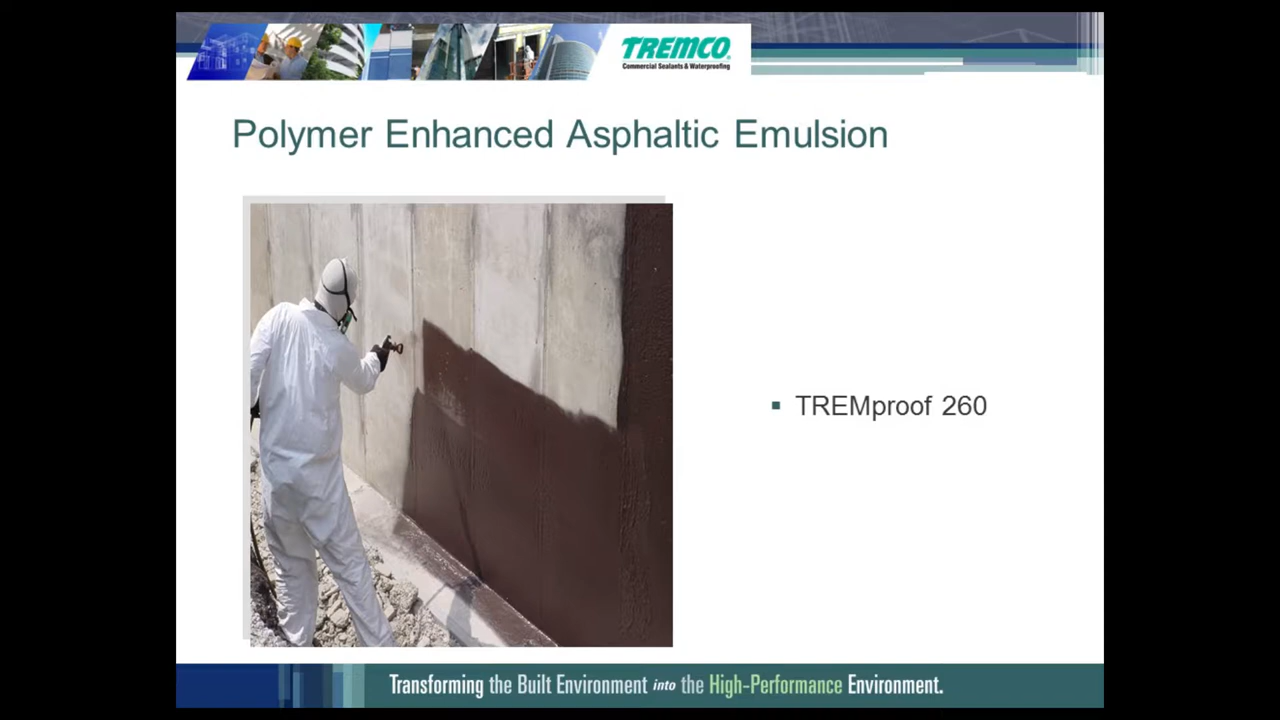 TREMCO®
Commercial Sealants & Waterproofing
Polymer Enhanced Asphaltic Emulsion
▪ TREMproof 260
Transforming the Built Environment into the High-Performance Environment.